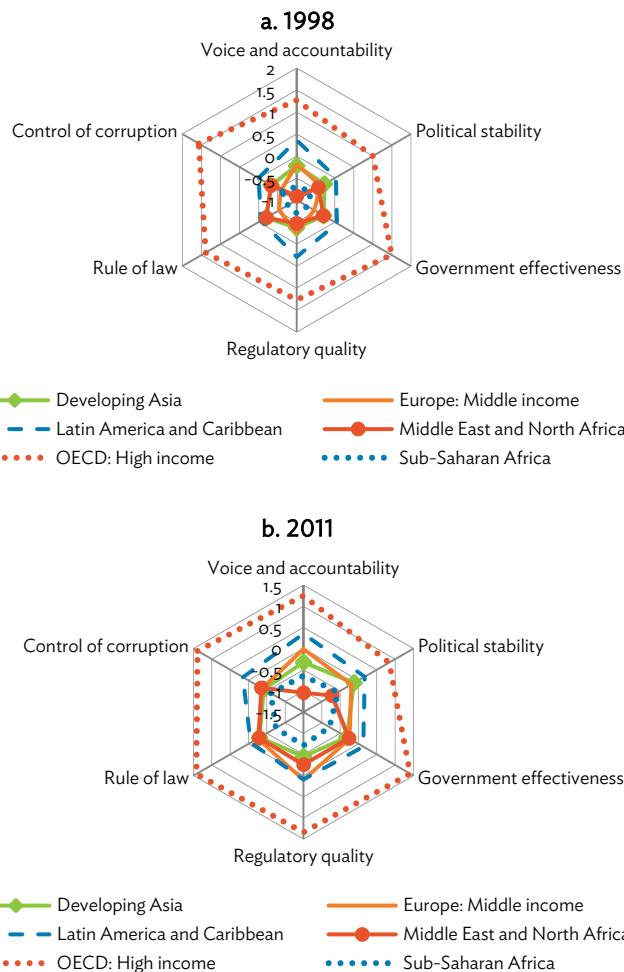 a. 1998
Voice and accountability
2
1.5
1
Control of corruption
0.5
Political stability
0
-0.5
-1
Rule of law
Government effectiveness
Regulatory quality
Developing Asia
Europe: Middle income
Latin America and Caribbean
Middle East and North Africa
OECD: High income
Sub-Saharan Africa
b. 2011
Voice and accountability
1.5
1
0.5
Control of corruption
0
Political stability
-0.5
-1
-1.5
Rule of law
Government effectiveness
Regulatory quality
Developing Asia
Europe: Middle income
Latin America and Caribbean
Middle East and North Africa
OECD: High income
Sub-Saharan Africa